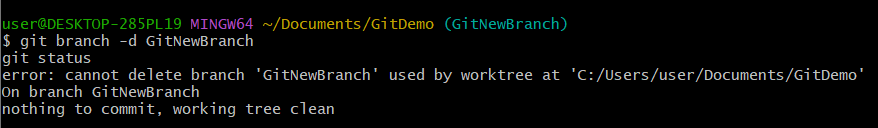 user@DESKTOP-285PL19 MINGW64 ~/Documents/GitDemo (GitNewBranch)
$ git branch -d GitNewBranch
git status
error: cannot delete branch 'GitNewBranch' used by worktree at 'C:/Users/user/Documents/GitDemo'
On branch GitNewBranch
nothing to commit, working tree clean